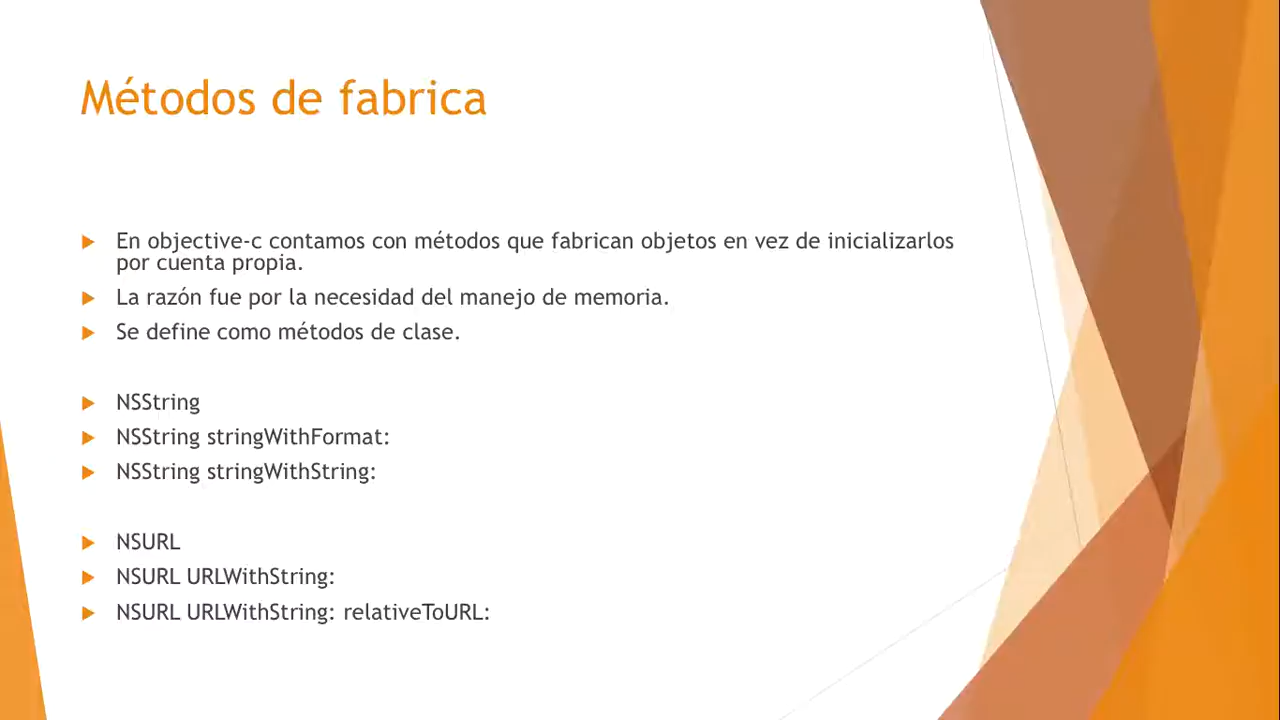 Métodos de fabrica
En objective-c contamos con métodos que fabrican objetos en vez de inicializarlos
por cuenta propia.
La razón fue por la necesidad del manejo de memoria.
Se define como métodos de clase.
NSString
NSString stringWithFormat:
NSString stringWithString:
NSURL
NSURL URLWithString:
NSURL URLWithString: relativeToURL: